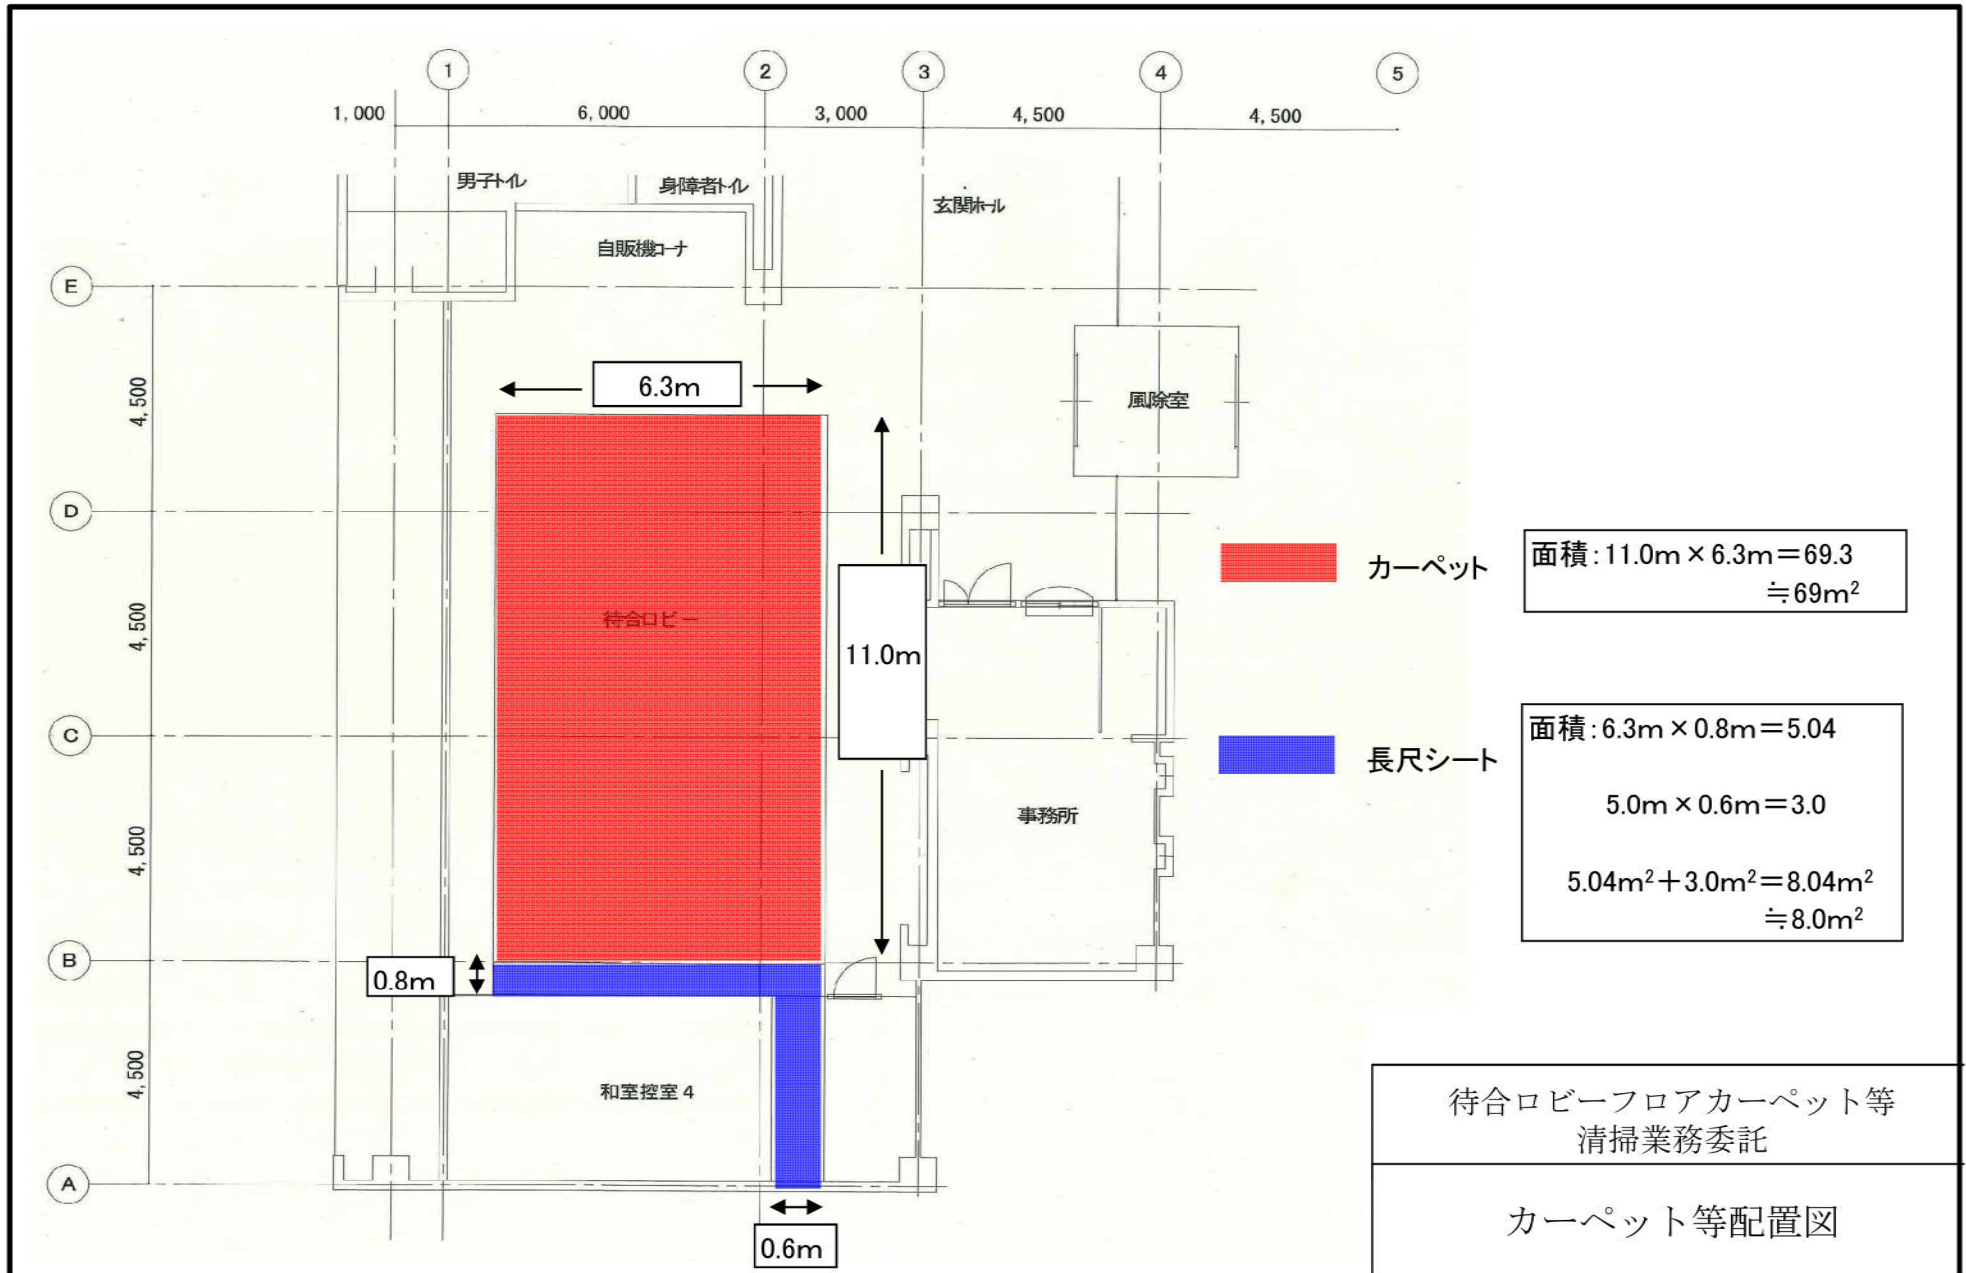 1
2
3
4
5
1,000
6,000
3,000
4,500
4,500
男子トイレ
身障者トイレ
玄関ホール
自販機コーナ
E
4,500
6.3m
風除室
D
カーペット
面積:11.0m×6.3m=69.3
≒69m²
待合ロビー
4,500
11.0m
C
長尺シート
面積:6.3m×0.8m=5.04
5.0m×0.6m=3.0
5.04m²+3.0m²=8.04m²
≒8.0m²
事務所
4,500
B
0.8m
4,500
和室控室4
A
0.6m
待合ロビーフロアカーペット等
清掃業務委託
カーペット等配置図